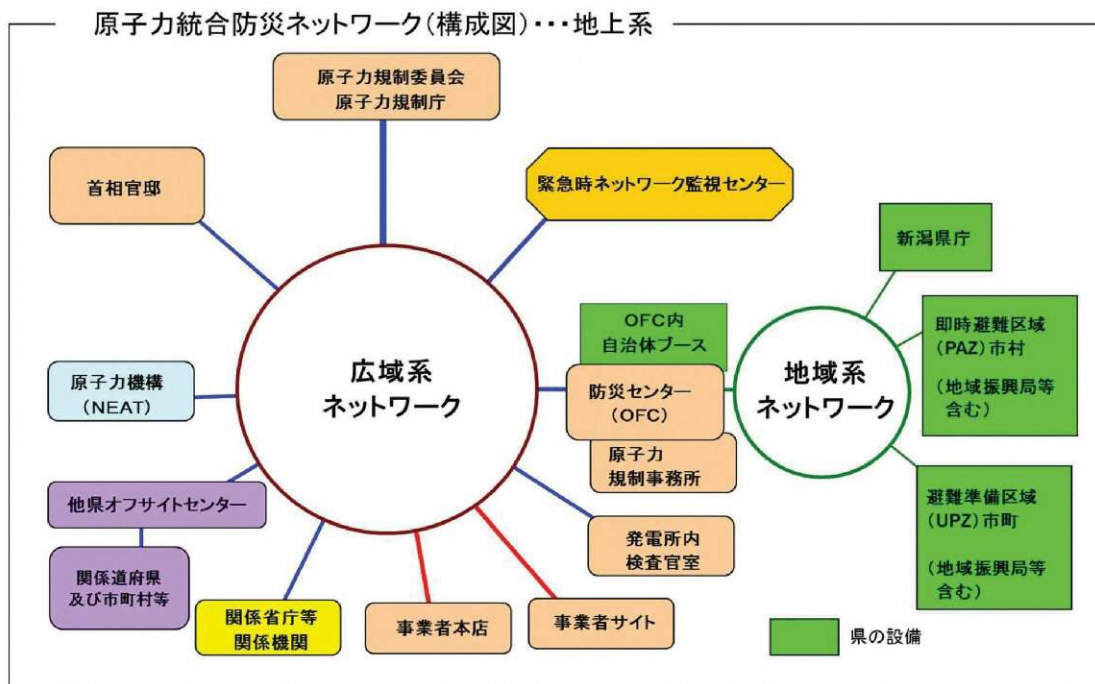 原子力統合防災ネットワーク(構成図)･･･地上系
原子力規制委員会
原子力規制庁
首相官邸
緊急時ネットワーク監視センター
新潟県庁
OFC内
自治体ブース
即時避難区域
(PAZ)市村
(地域振興局等
含む)
広域系
ネットワーク
地域系
ネットワーク
原子力機構
(NEAT)
防災センター
(OFC)
原子力
規制事務所
他県オフサイトセンター
避難準備区域
(UPZ)市町
(地域振興局等
含む)
発電所内
検査官室
関係道府県
及び市町村等
関係省庁等
関係機関
事業者本店
事業者サイト
県の設備